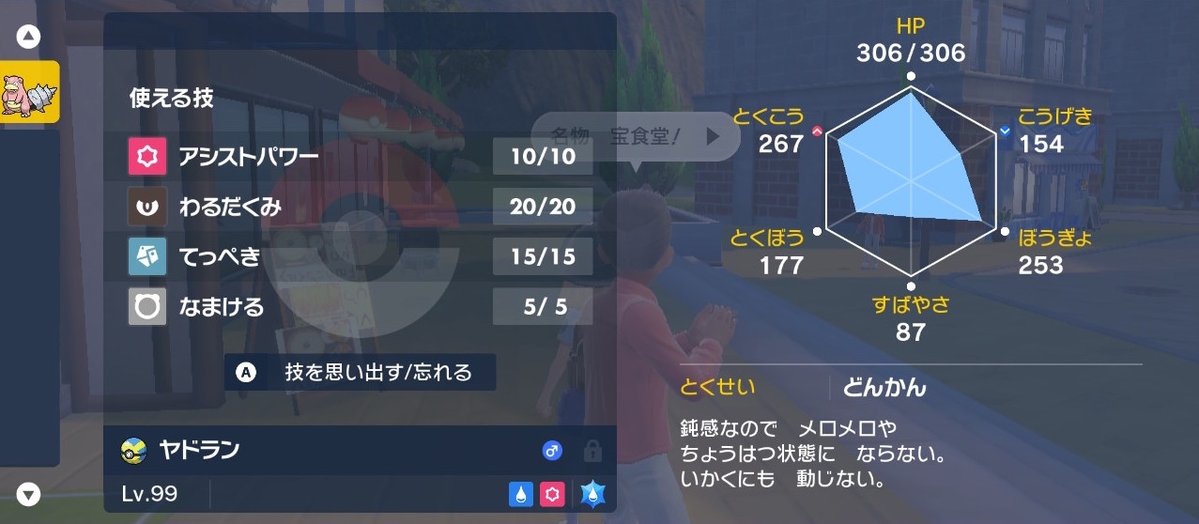 使える技
アシストパワー 10/10
わるだくみ 20/20
てっぺき 15/15
なまける 5/ 5
A 技を思い出す/忘れる
ヤドラン
Lv.99
名物 宝食堂!
HP
306/306
とくこう
267
こうげき
154
とくぼう
177
ぼうぎょ
253
すばやさ
87
とくせい どんかん
鈍感なので メロメロや
ちょうはつ状態に ならない。
いかくにも 動じない。